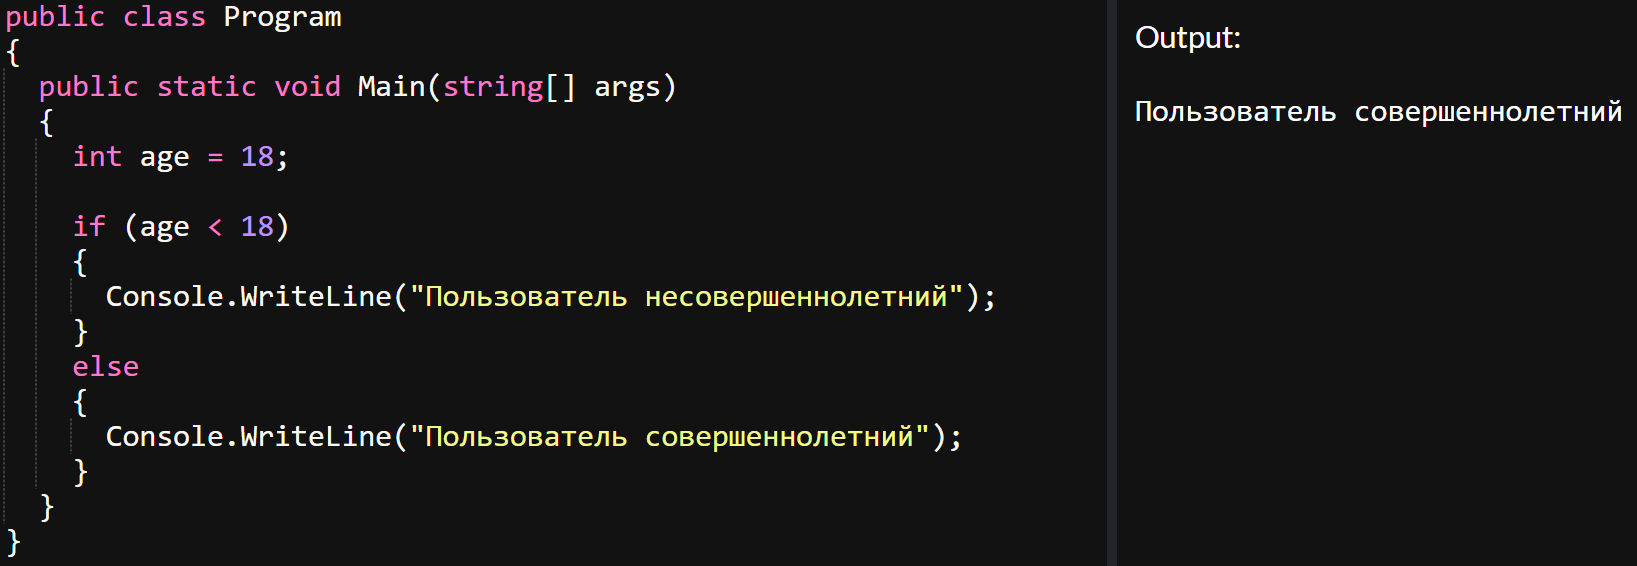 public class Program
{
public static void Main(string[] args)
{
int age = 18;
if (age < 18)
{
Console.WriteLine("Пользователь несовершеннолетний");
}
else
{
Console.WriteLine("Пользователь совершеннолетний");
}
}
}
Output:
Пользователь совершеннолетний